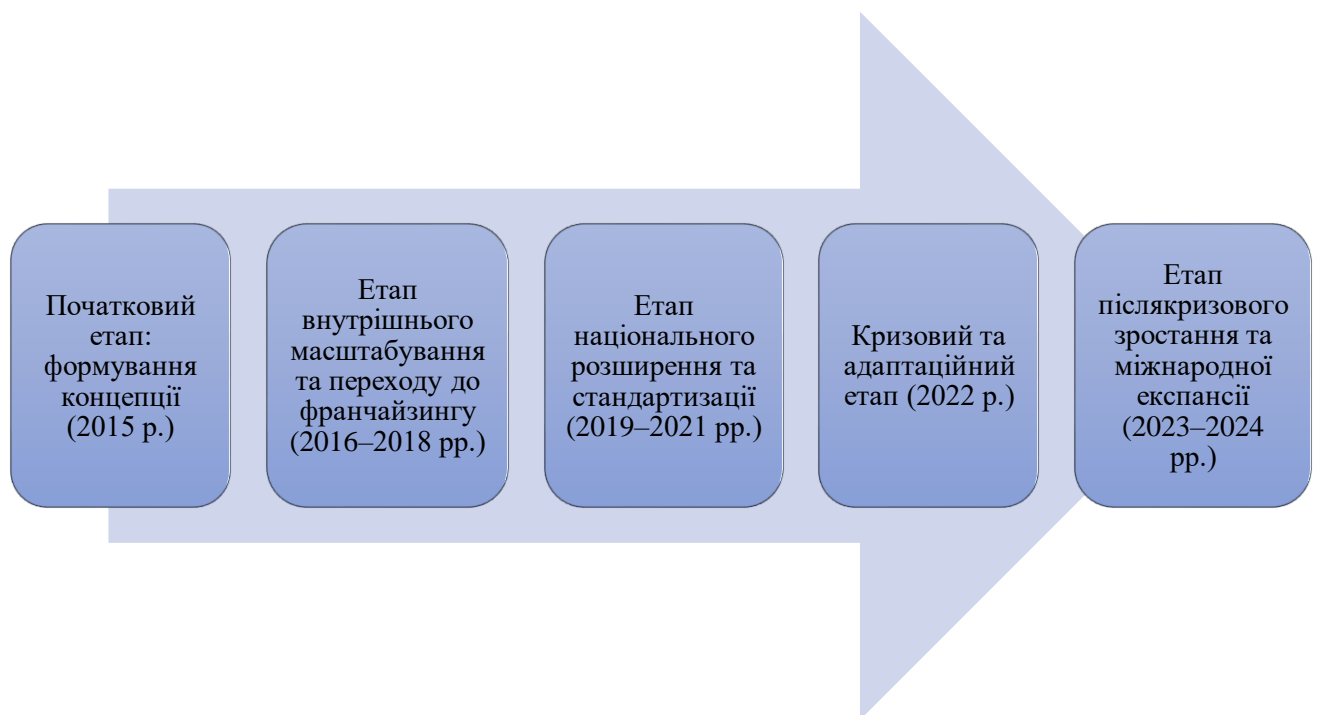 Початковий
етап:
формування
концепції
(2015 р.)
Етап
внутрішнього
масштабування
та переходу до
франчайзингу
(2016–2018 рр.)
Етап
національного
розширення та
стандартизації
(2019–2021 рр.)
Кризовий та
адаптаційний
етап (2022 р.)
Етап
післякризового
зростання та
міжнародної
експансії
(2023–2024
рр.)